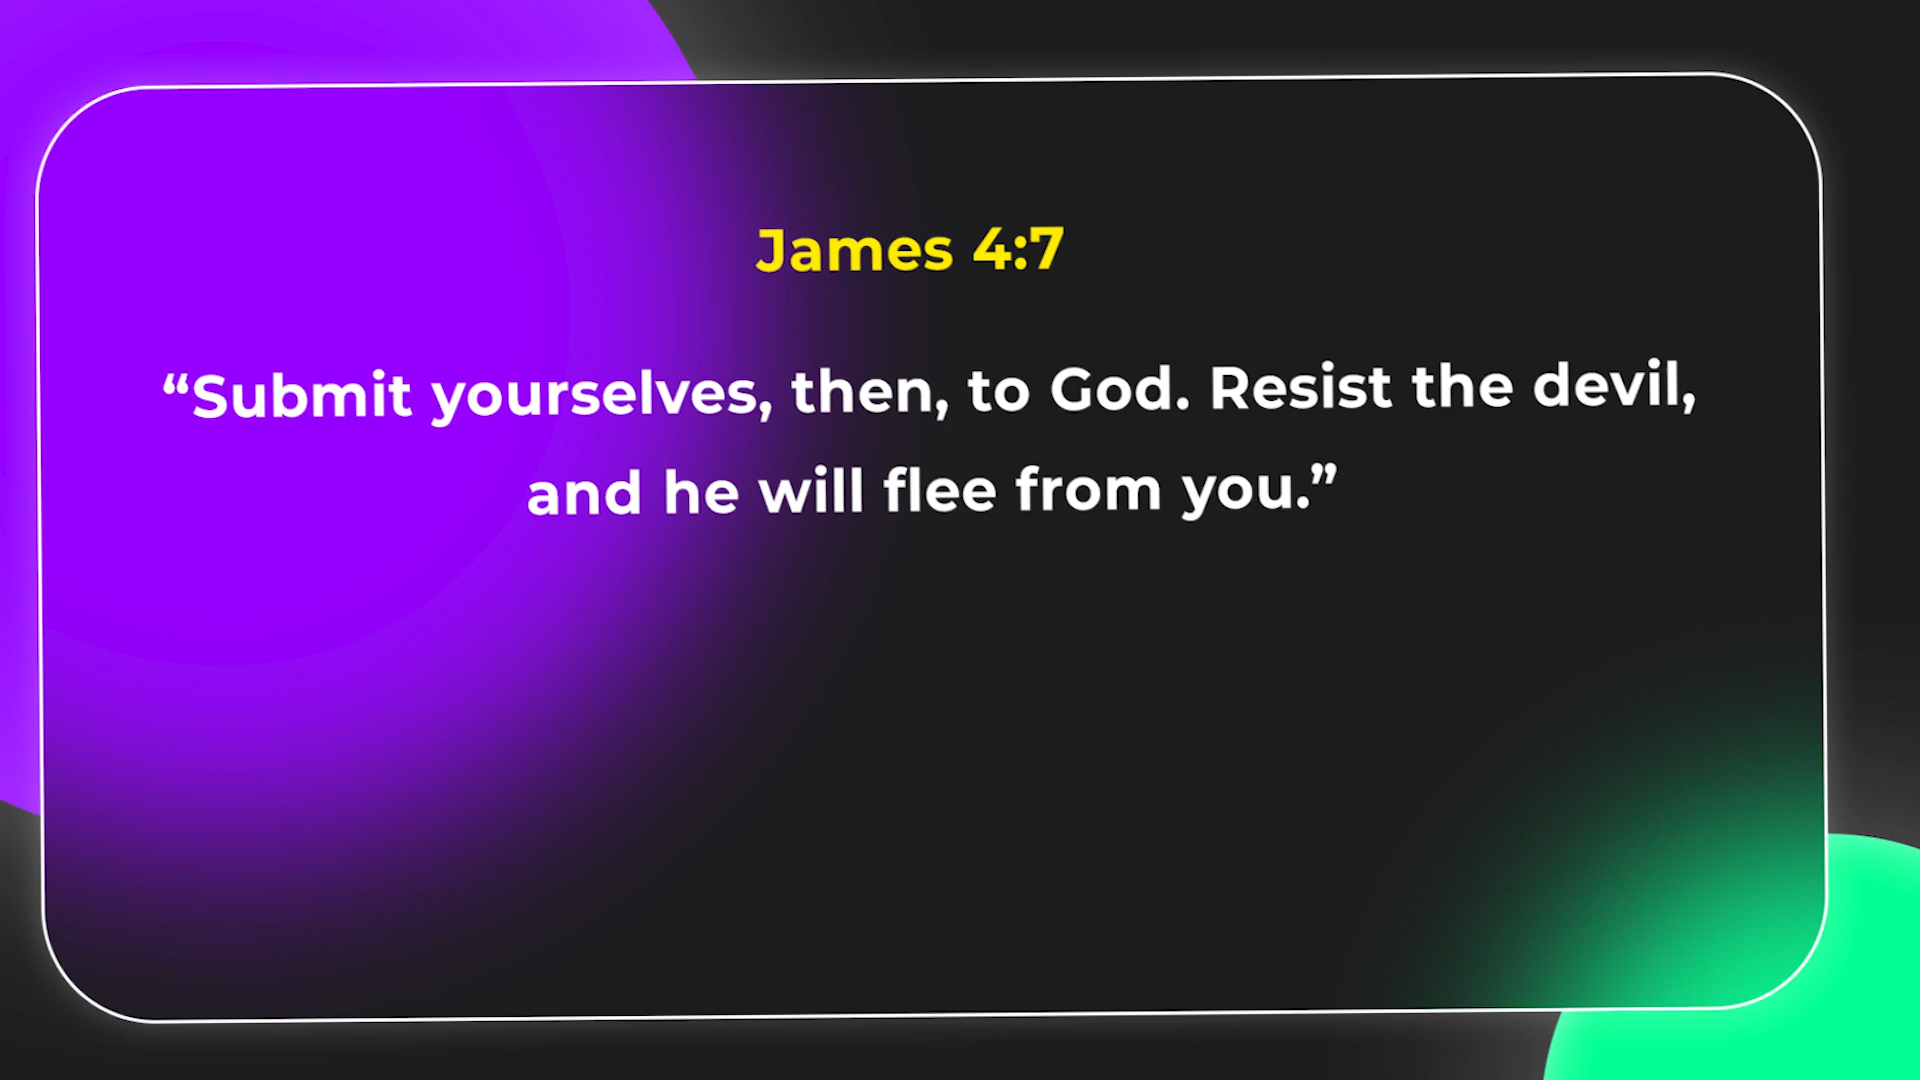 James 4:7
“Submit yourselves, then, to God. Resist the devil,
and he will flee from you.”